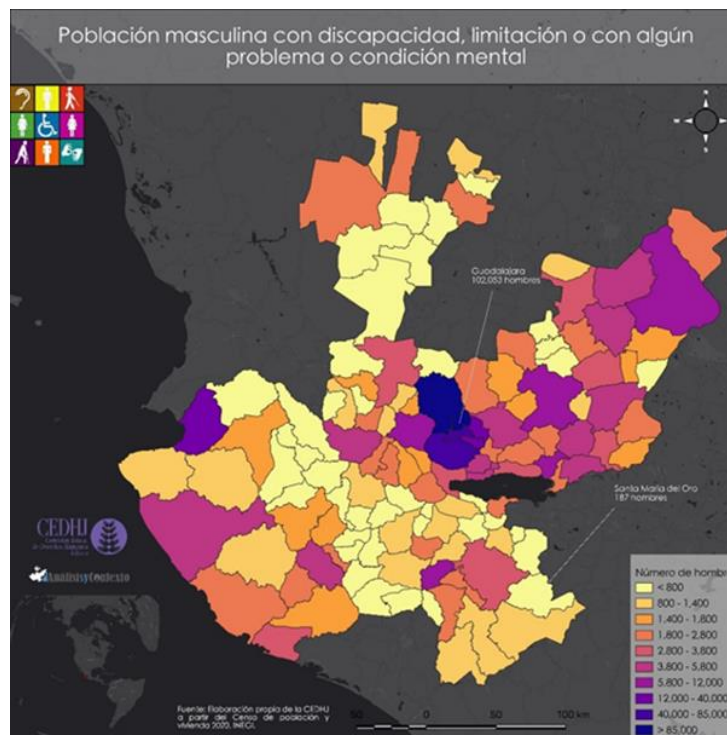 Población masculina con discapacidad, limitación o con algún
problema o condición mental
Guadalajara
102,053 hombres
Santa María del Oro
187 hombres
CEDHJ
AnálisisyContexto
Número de hombr
< 800
800 - 1,400
1,400 - 1,800
1,800 - 2,800
2,800 - 3,800
3,800 - 5,800
5,800 - 12,000
12,000 - 40,000
40,000 - 85,000
> 85,000
Fuente: Elaboración propia de la CEDHJ
a partir del Censo de población y
vivienda 2020, INEGI.
50 0 50 100 km